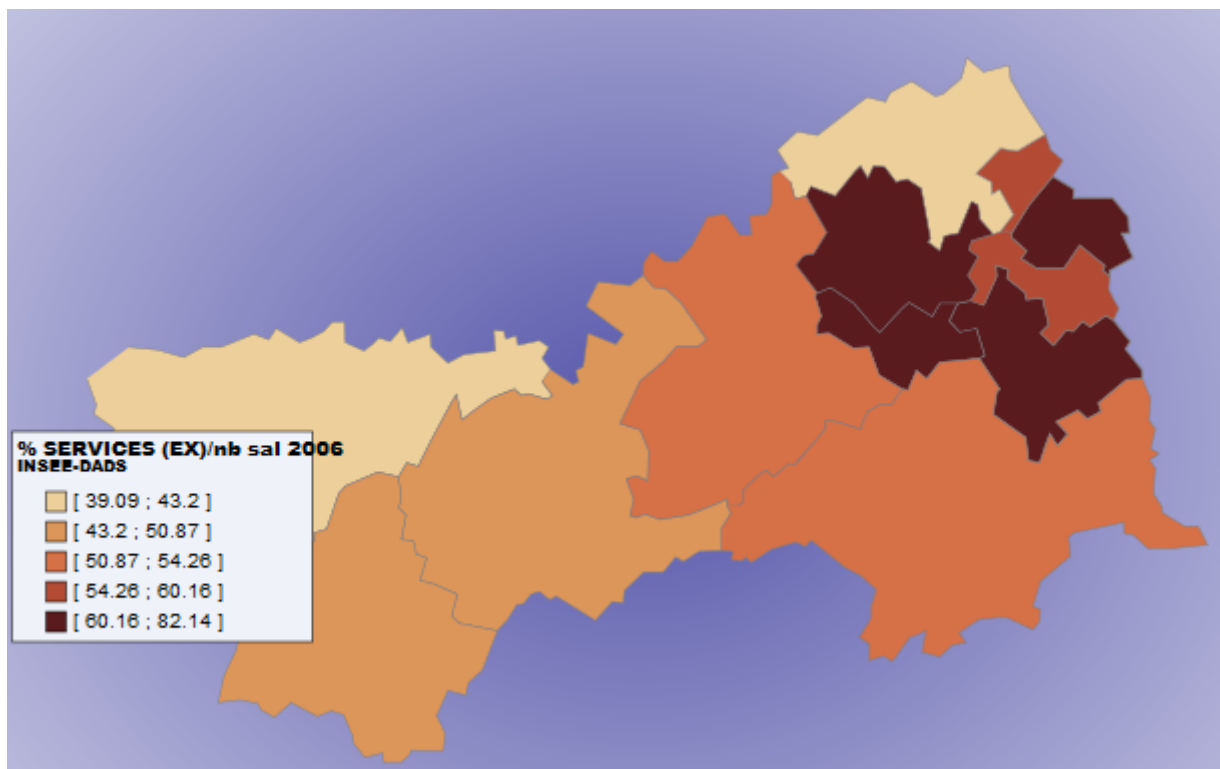 % SERVICES (EX)/nb sal 2006
INSEE-DADS
[ 39.09 ; 43.2 ]
[ 43.2 ; 50.87 ]
[ 50.87 ; 54.26 ]
[ 54.26 ; 60.16 ]
[ 60.16 ; 82.14 ]